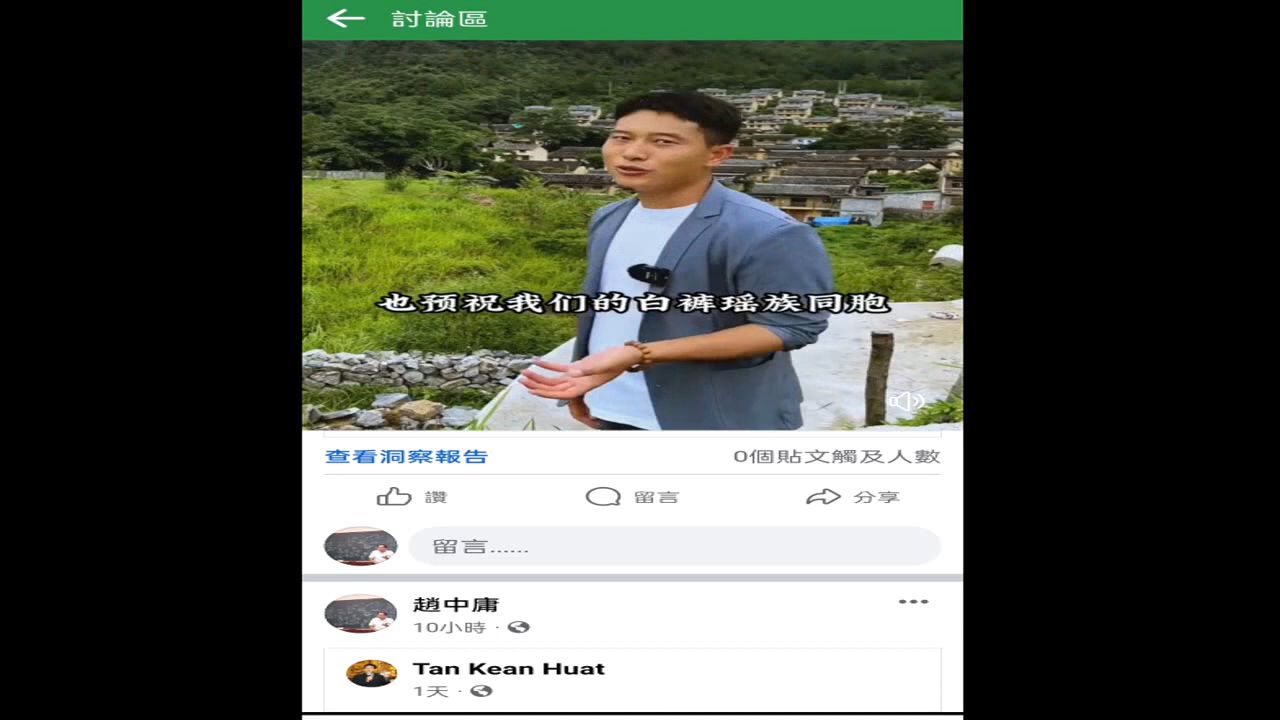 討論區
也预祝我们的白裤瑶族同胞
查看洞察報告
0個貼文觸及人數
讚
留言
分享
留言......
趙中庸
10小時 ·
Tan Kean Huat
1天 ·